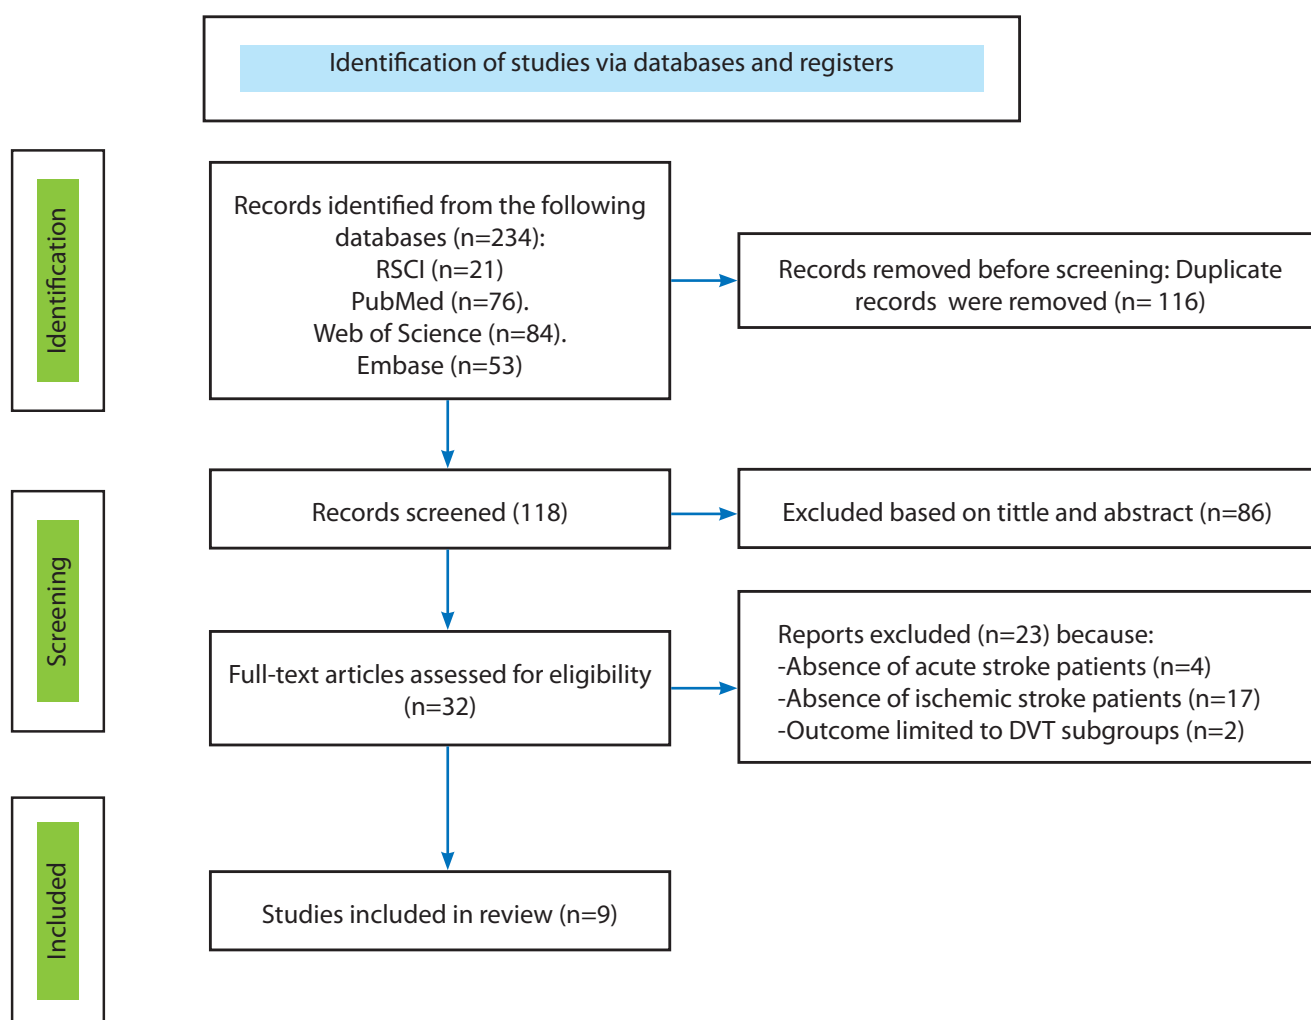 Identification of studies via databases and registers
Identification
Records identified from the following
databases (n=234):
RSCI (n=21)
PubMed (n=76).
Web of Science (n=84).
Embase (n=53)
Records removed before screening: Duplicate
records were removed (n= 116)
Screening
Records screened (118)
Excluded based on tittle and abstract (n=86)
Full-text articles assessed for eligibility
(n=32)
Reports excluded (n=23) because:
-Absence of acute stroke patients (n=4)
-Absence of ischemic stroke patients (n=17)
-Outcome limited to DVT subgroups (n=2)
Included
Studies included in review (n=9)